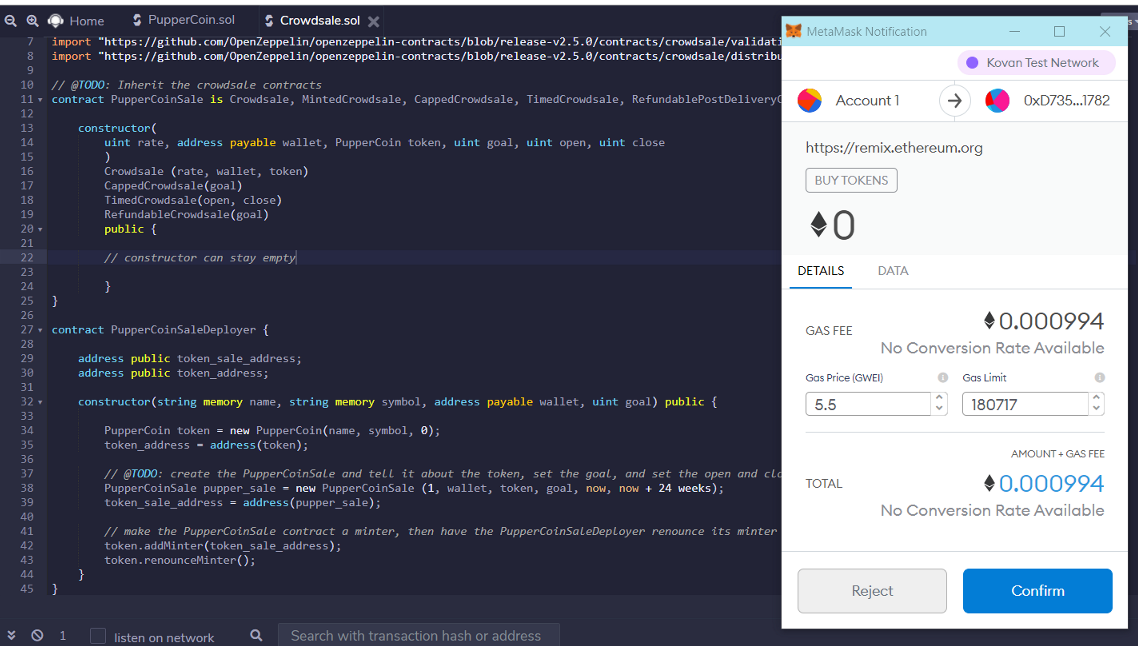 Home
PupperCoin.sol
Crowdsale.sol
7 import "https://github.com/OpenZeppelin/openzeppelin-contracts/blob/release-v2.5.0/contracts/crowdsale/validati
8 import "https://github.com/OpenZeppelin/openzeppelin-contracts/blob/release-v2.5.0/contracts/crowdsale/distribu
9
10 // @TODO: Inherit the crowdsale contracts
11 contract PupperCoinSale is Crowdsale, MintedCrowdsale, CappedCrowdsale, TimedCrowdsale, RefundablePostDelivery
12
13 constructor(
14 uint rate, address payable wallet, PupperCoin token, uint goal, uint open, uint close
15 )
16 Crowdsale (rate, wallet, token)
17 CappedCrowdsale(goal)
18 TimedCrowdsale(open, close)
19 RefundableCrowdsale(goal)
20 public {
21
22 // constructor can stay empty
23
24 }
25 }
26
27 contract PupperCoinSaleDeployer {
28
29 address public token_sale_address;
30 address public token_address;
31
32 constructor(string memory name, string memory symbol, address payable wallet, uint goal) public {
33
34 PupperCoin token = new PupperCoin(name, symbol, 0);
35 token_address = address(token);
36
37 // @TODO: create the PupperCoinSale and tell it about the token, set the goal, and set the open and clo
38 PupperCoinSale pupper_sale = new PupperCoinSale (1, wallet, token, goal, now, now + 24 weeks);
39 token_sale_address = address(pupper_sale);
40
41 // make the PupperCoinSale contract a minter, then have the PupperCoinSaleDeployer renounce its minter
42 token.addMinter(token_sale_address);
43 token.renounceMinter();
44 }
45 }
1
listen on network
Search with transaction hash or address
MetaMask Notification
Kovan Test Network
Account 1
0xD735...1782
https://remix.ethereum.org
BUY TOKENS
0
DETAILS
DATA
GAS FEE
0.000994
No Conversion Rate Available
Gas Price (GWEI)
Gas Limit
5.5
180717
AMOUNT + GAS FEE
TOTAL
0.000994
No Conversion Rate Available
Reject
Confirm